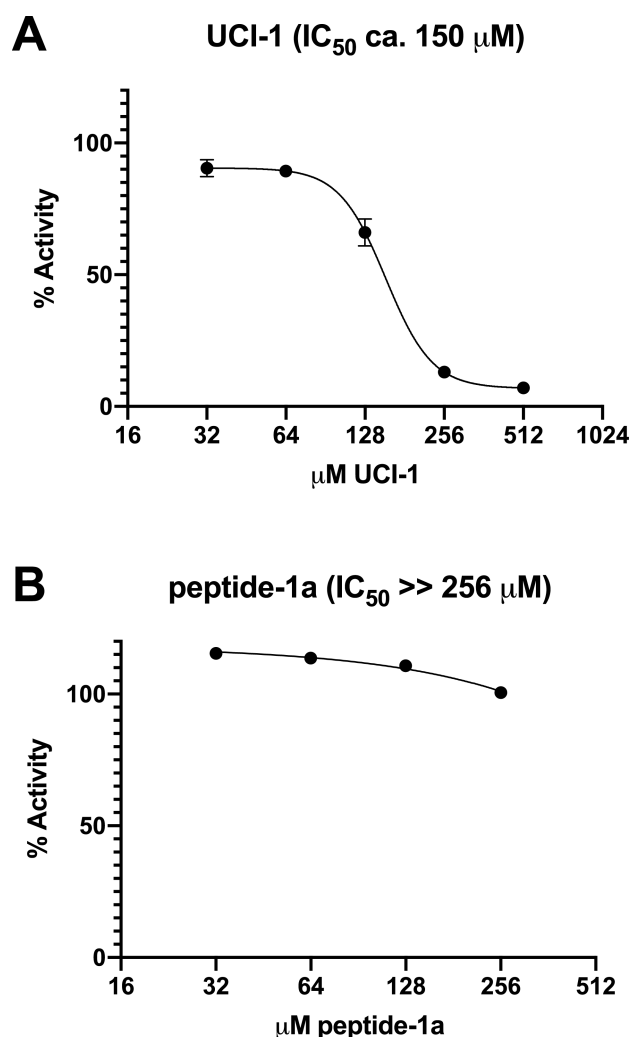 A
UCI-1 (IC50 ca. 150 μM)
% Activity
100
50
0
16 32 64 128 256 512 1024
μM UCI-1
B
peptide-1a (IC50 >> 256 μM)
% Activity
100
50
0
16 32 64 128 256 512
μM peptide-1a